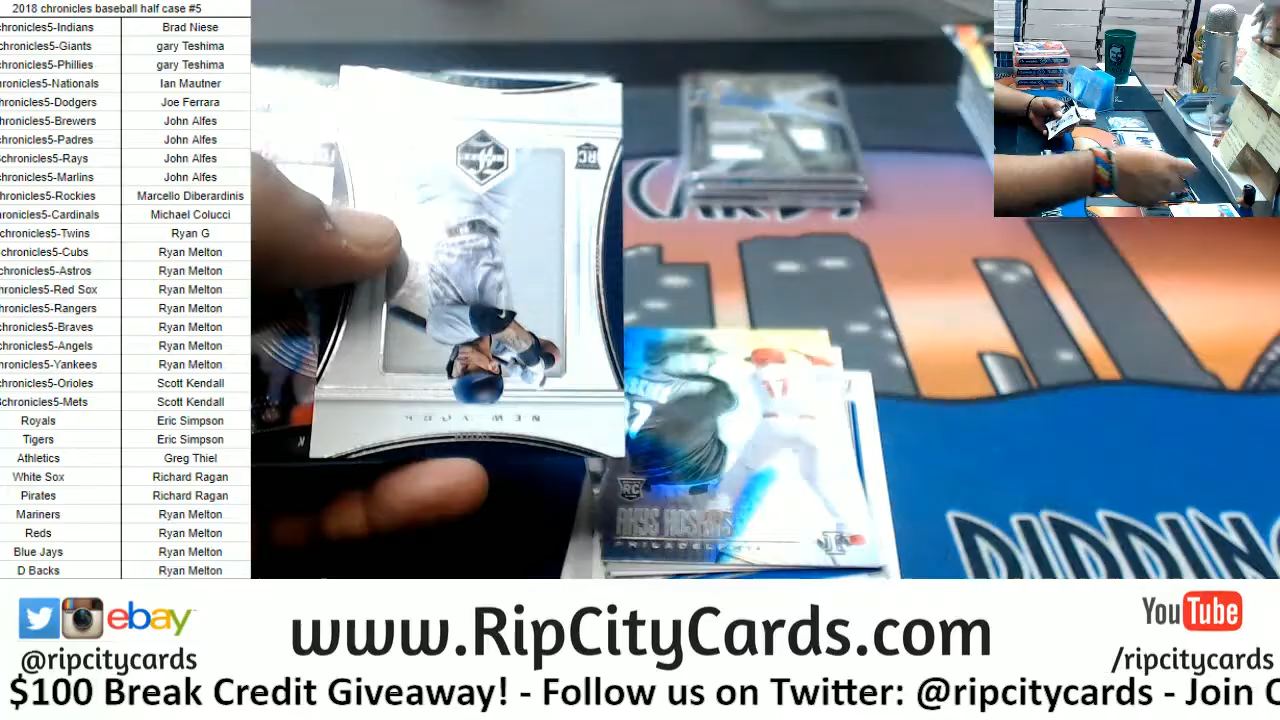 2018 chronicles baseball half case #5
chronicles5-Indians Brad Niese
chronicles5-Giants gary Teshima
chronicles5-Phillies gary Teshima
ronicles5-Nationals Ian Mautner
chronicles5-Dodgers Joe Ferrara
chronicles5-Brewers John Alfes
chronicles5-Padres John Alfes
chronicles5-Rays John Alfes
chronicles5-Marlins John Alfes
chronicles5-Rockies Marcello Diberardinis
ronicles5-Cardinals Michael Colucci
chronicles5-Twins Ryan G
chronicles5-Cubs Ryan Melton
chronicles5-Astros Ryan Melton
hronicles5-Red Sox Ryan Melton
chronicles5-Rangers Ryan Melton
chronicles5-Braves Ryan Melton
chronicles5-Angels Ryan Melton
chronicles5-Yankees Ryan Melton
chronicles5-Orioles Scott Kendall
chronicles5-Mets Scott Kendall
Royals Eric Simpson
Tigers Eric Simpson
Athletics Greg Thiel
White Sox Richard Ragan
Pirates Richard Ragan
Mariners Ryan Melton
Reds Ryan Melton
Blue Jays Ryan Melton
D Backs Ryan Melton
RC
NEW YORK
17
RC
RHYS HOSKINS
PHILADELPHIA
CARDS
RIPPING
ebay
@ripcitycards
www.RipCityCards.com
YouTube
/ripcitycards
$100 Break Credit Giveaway! - Follow us on Twitter: @ripcitycards - Join